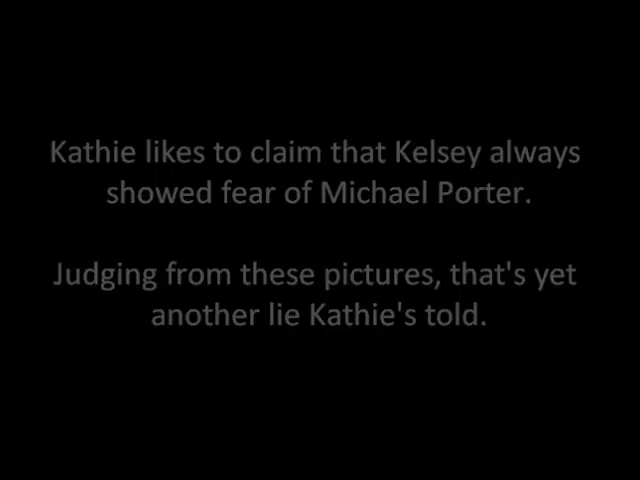 Kathie likes to claim that Kelsey always
showed fear of Michael Porter.
Judging from these pictures, that's yet
another lie Kathie's told.